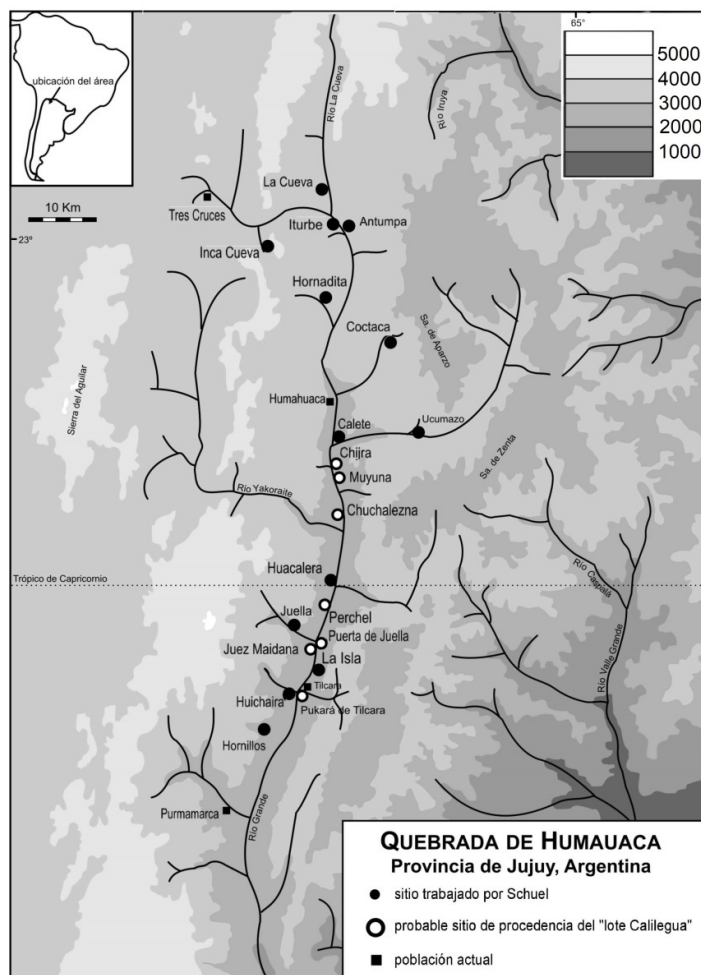 65°
ubicación del área
5000
4000
3000
2000
1000
Río La Cueva
Río Iruya
La Cueva
Tres Cruces
10 Km
Iturbe
Antumpa
23°
Inca Cueva
Hornadita
Coctaca
Sa. de Aparzo
Sierra del Aguilar
Humahuaca
Calete
Ucumazo
Chijra
Muyuna
Sa. de Zenta
Río Yakoraite
Chuchalezna
Huacalera
Río Caspalá
Trópico de Capricornio
Perchel
Juella
Puerta de Juella
Juez Maidana
La Isla
Río Valle Grande
Tilcara
Huichaira
Pukará de Tilcara
Hornillos
Purmamarca
Río Grande
QUEBRADA DE HUMAUACA
Provincia de Jujuy, Argentina
sitio trabajado por Schuel
probable sitio de procedencia del "lote Calilegua"
población actual